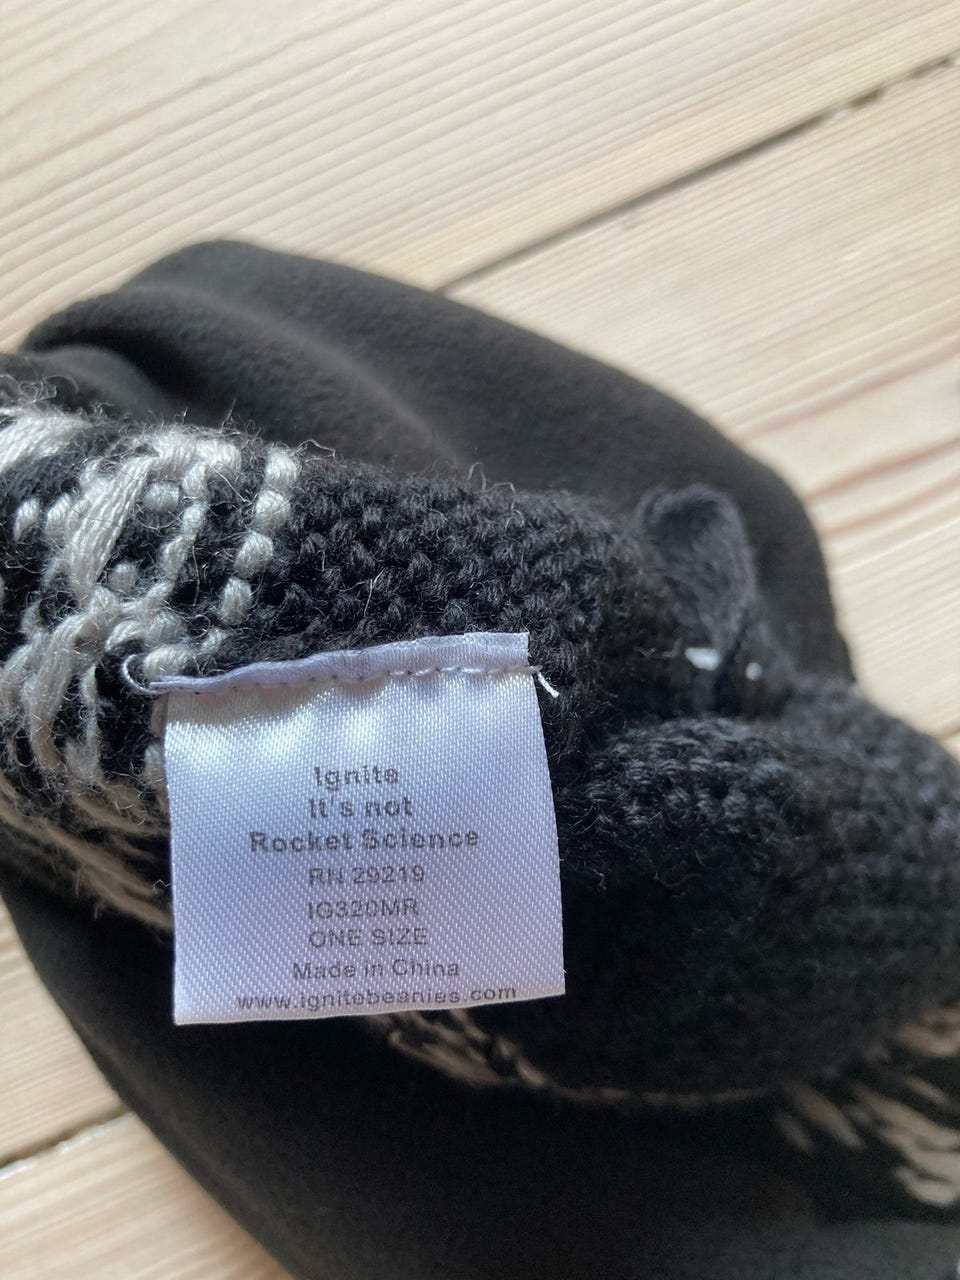 Ignite
It's not
Rocket Science
RN 29219
IG320MR
ONE SIZE
Made in China
www.ignitebeanies.com